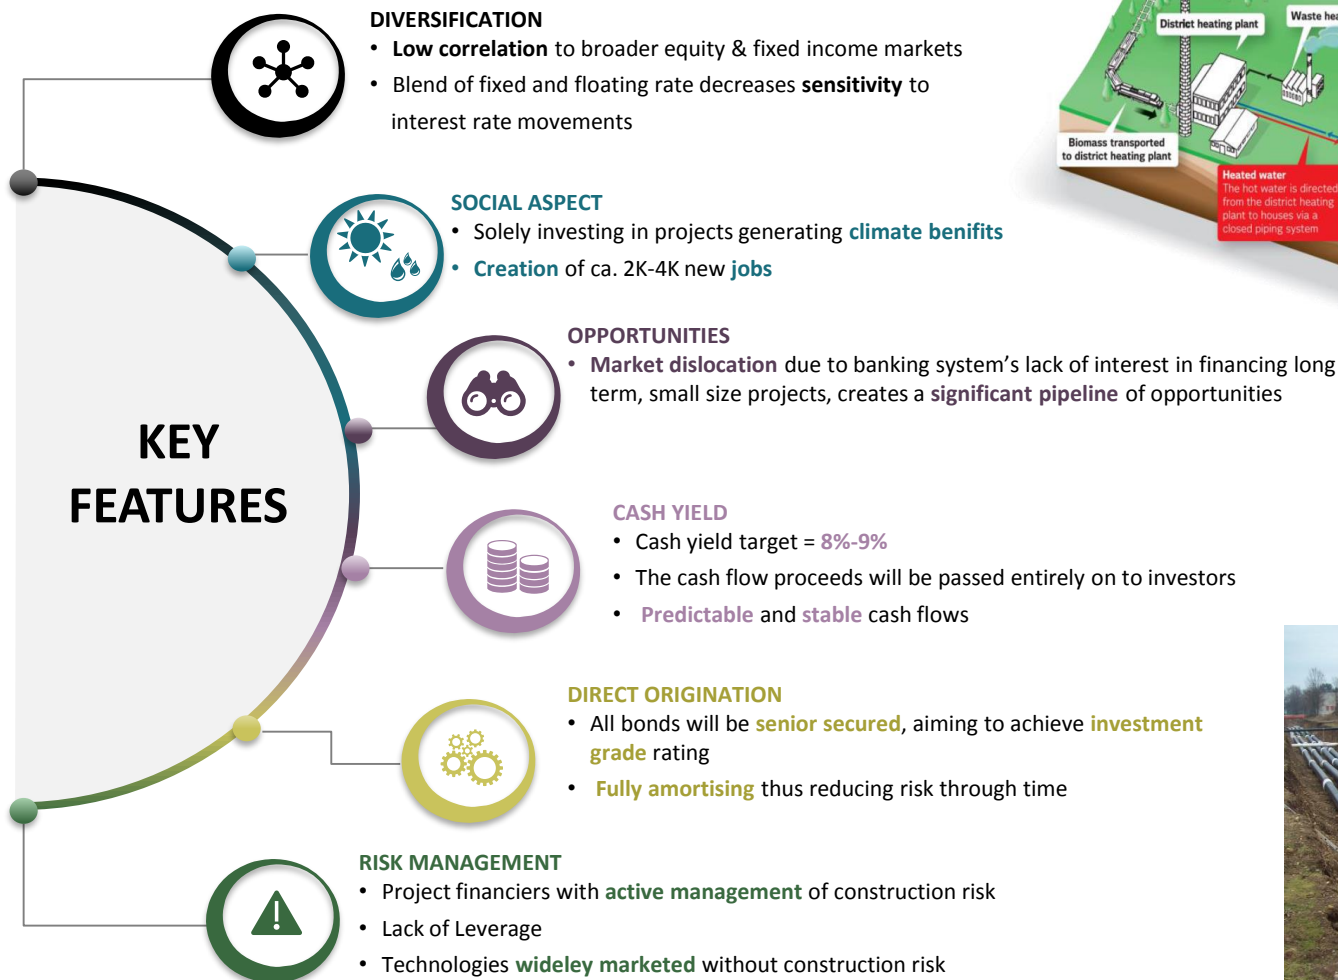 DIVERSIFICATION
• Low correlation to broader equity & fixed income markets
• Blend of fixed and floating rate decreases sensitivity to
interest rate movements
District heating plant
Waste hea
Biomass transported
to district heating plant
Heated water
The hot water is directed
from the district heating
plant to houses via a
closed piping system
SOCIAL ASPECT
• Solely investing in projects generating climate benifits
• Creation of ca. 2K-4K new jobs
OPPORTUNITIES
• Market dislocation due to banking system's lack of interest in financing long
term, small size projects, creates a significant pipeline of opportunities
KEY
FEATURES
CASH YIELD
• Cash yield target = 8%-9%
• The cash flow proceeds will be passed entirely on to investors
• Predictable and stable cash flows
DIRECT ORIGINATION
• All bonds will be senior secured, aiming to achieve investment
grade rating
• Fully amortising thus reducing risk through time
RISK MANAGEMENT
• Project financiers with active management of construction risk
• Lack of Leverage
• Technologies wideley marketed without construction risk